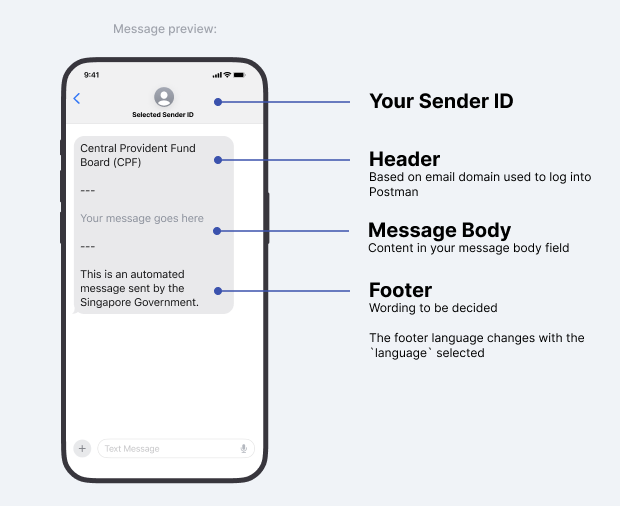 Message preview:
9:41
Selected Sender ID
Your Sender ID
Central Provident Fund
Board (CPF)
Header
Based on email domain used to log into
Postman
---
Your message goes here
Message Body
Content in your message body field
---
This is an automated
message sent by the
Singapore Government.
Footer
Wording to be decided
The footer language changes with the
`language` selected
Text Message